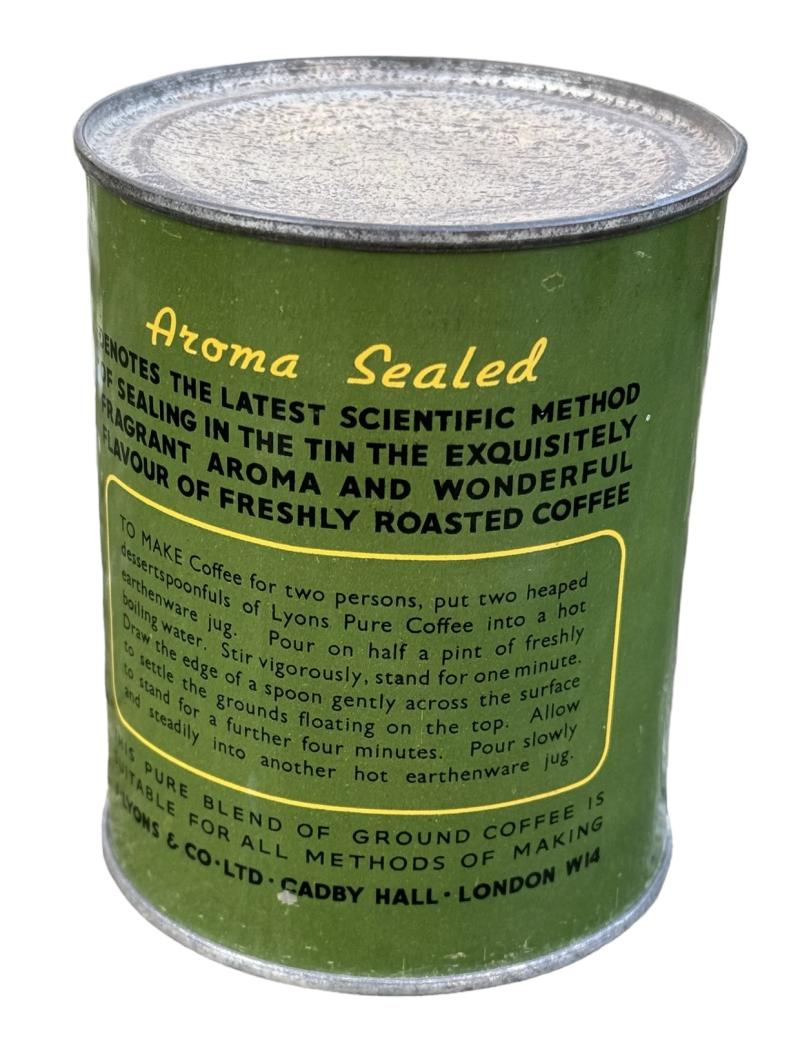 Aroma Sealed
DENOTES THE LATEST SCIENTIFIC METHOD
OF SEALING IN THE TIN THE EXQUISITELY
FRAGRANT AROMA AND WONDERFUL
FLAVOUR OF FRESHLY ROASTED COFFEE
TO MAKE Coffee for two persons, put two heaped
dessertspoonfuls of Lyons Pure Coffee into a hot
earthenware jug. Pour on half a pint of freshly
boiling water. Stir vigorously, stand for one minute.
Draw the edge of a spoon gently across the surface
to settle the grounds floating on the top. Allow
to stand for a further four minutes. Pour slowly
and steadily into another hot earthenware jug.
THIS PURE BLEND OF GROUND COFFEE IS
SUITABLE FOR ALL METHODS OF MAKING
LYONS & CO·LTD·CADBY HALL·LONDON W14